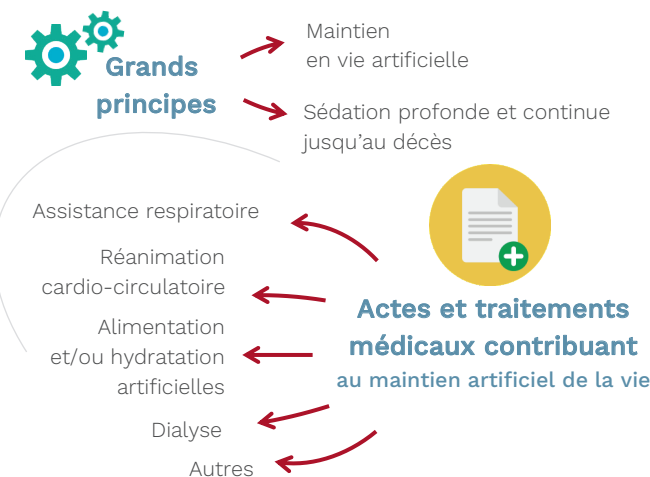 Grands
principes
Maintien
en vie artificielle
Sédation profonde et continue
jusqu'au décès
Actes et traitements
médicaux contribuant
au maintien artificiel de la vie
Assistance respiratoire
Réanimation
cardio-circulatoire
Alimentation
et/ou hydratation
artificielles
Dialyse
Autres